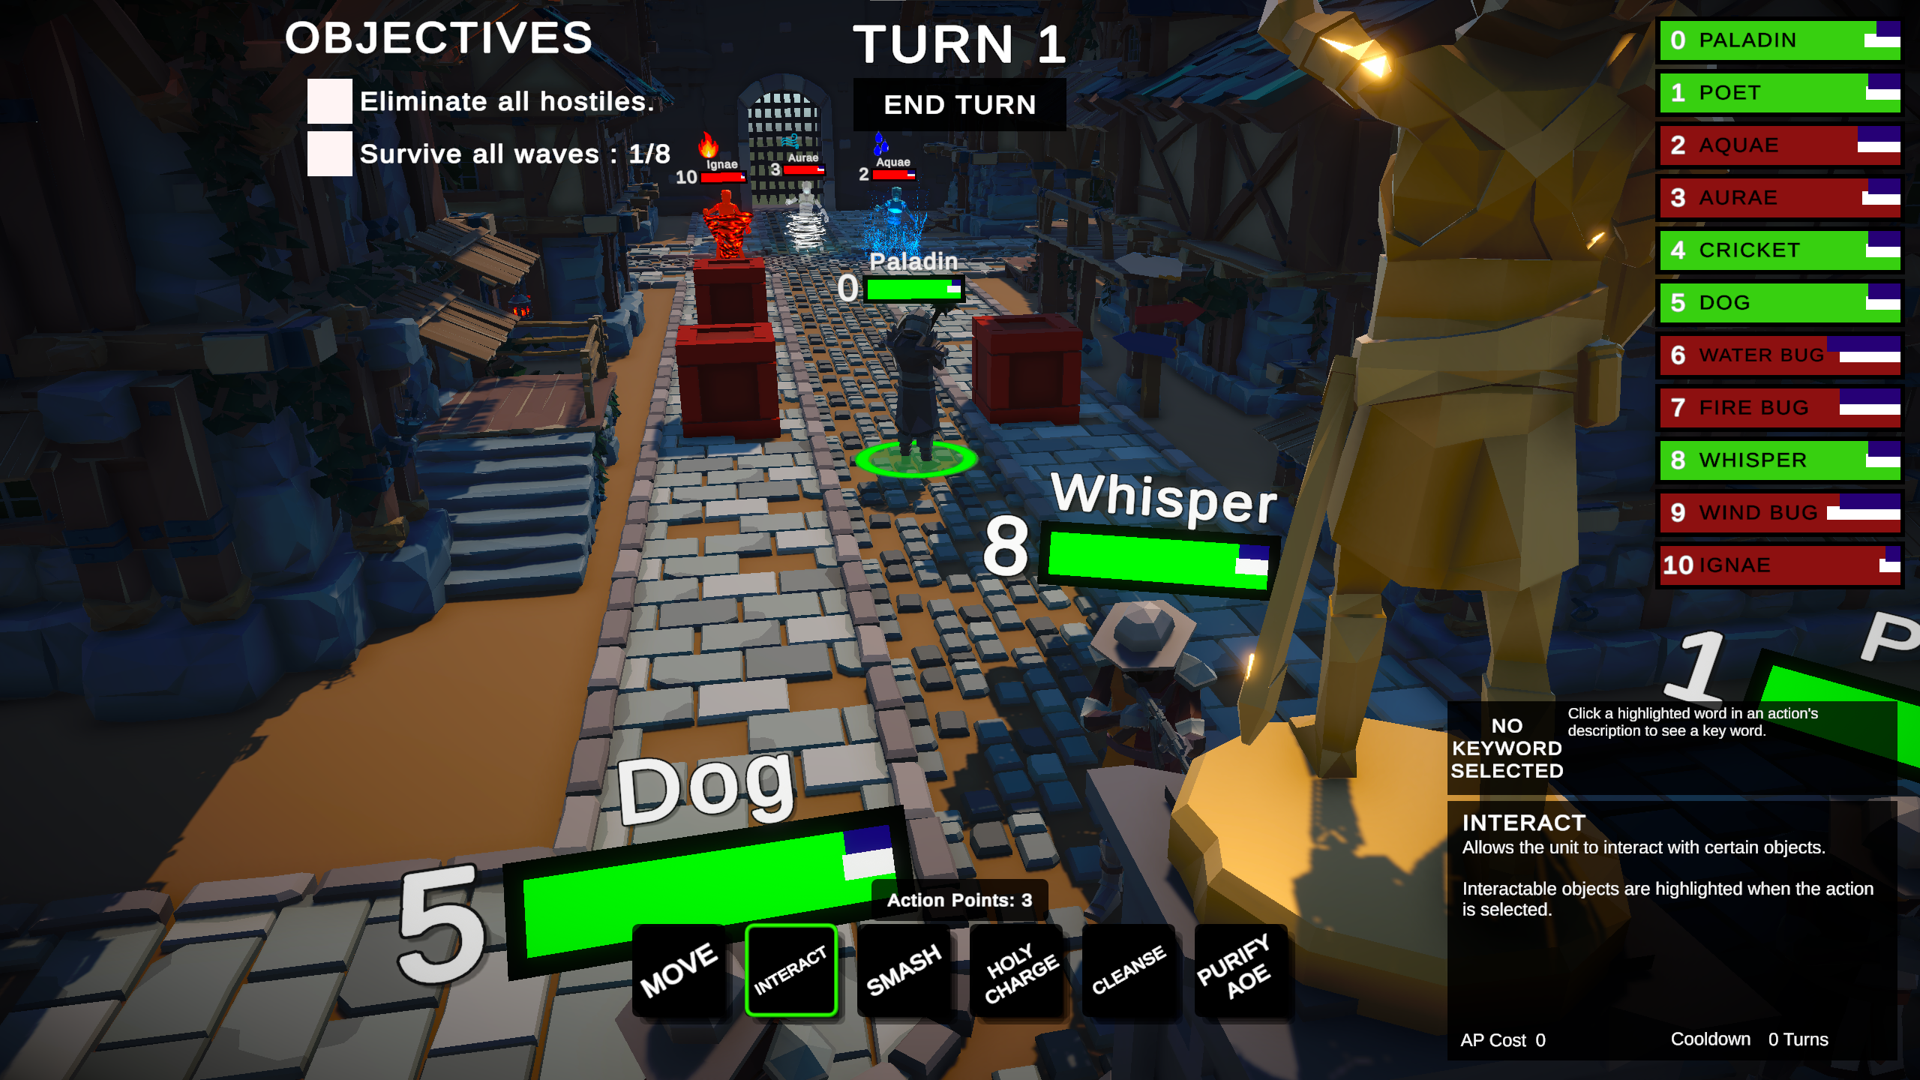 OBJECTIVES
Eliminate all hostiles.
Survive all waves : 1/8
TURN 1
END TURN
0 PALADIN
1 POET
2 AQUAE
3 AURAE
4 CRICKET
5 DOG
6 WATER BUG
7 FIRE BUG
8 WHISPER
9 WIND BUG
10 IGNAE
Ignae
10
Aurae
3
Aquae
2
Paladin
0
Whisper
8
1
P
Dog
5
NO
KEYWORD
SELECTED
Click a highlighted word in an action's
description to see a key word.
INTERACT
Allows the unit to interact with certain objects.
Interactable objects are highlighted when the action
is selected.
AP Cost 0
Cooldown 0 Turns
Action Points: 3
MOVE
INTERACT
SMASH
HOLY
CHARGE
CLEANSE
PURIFY
AOE